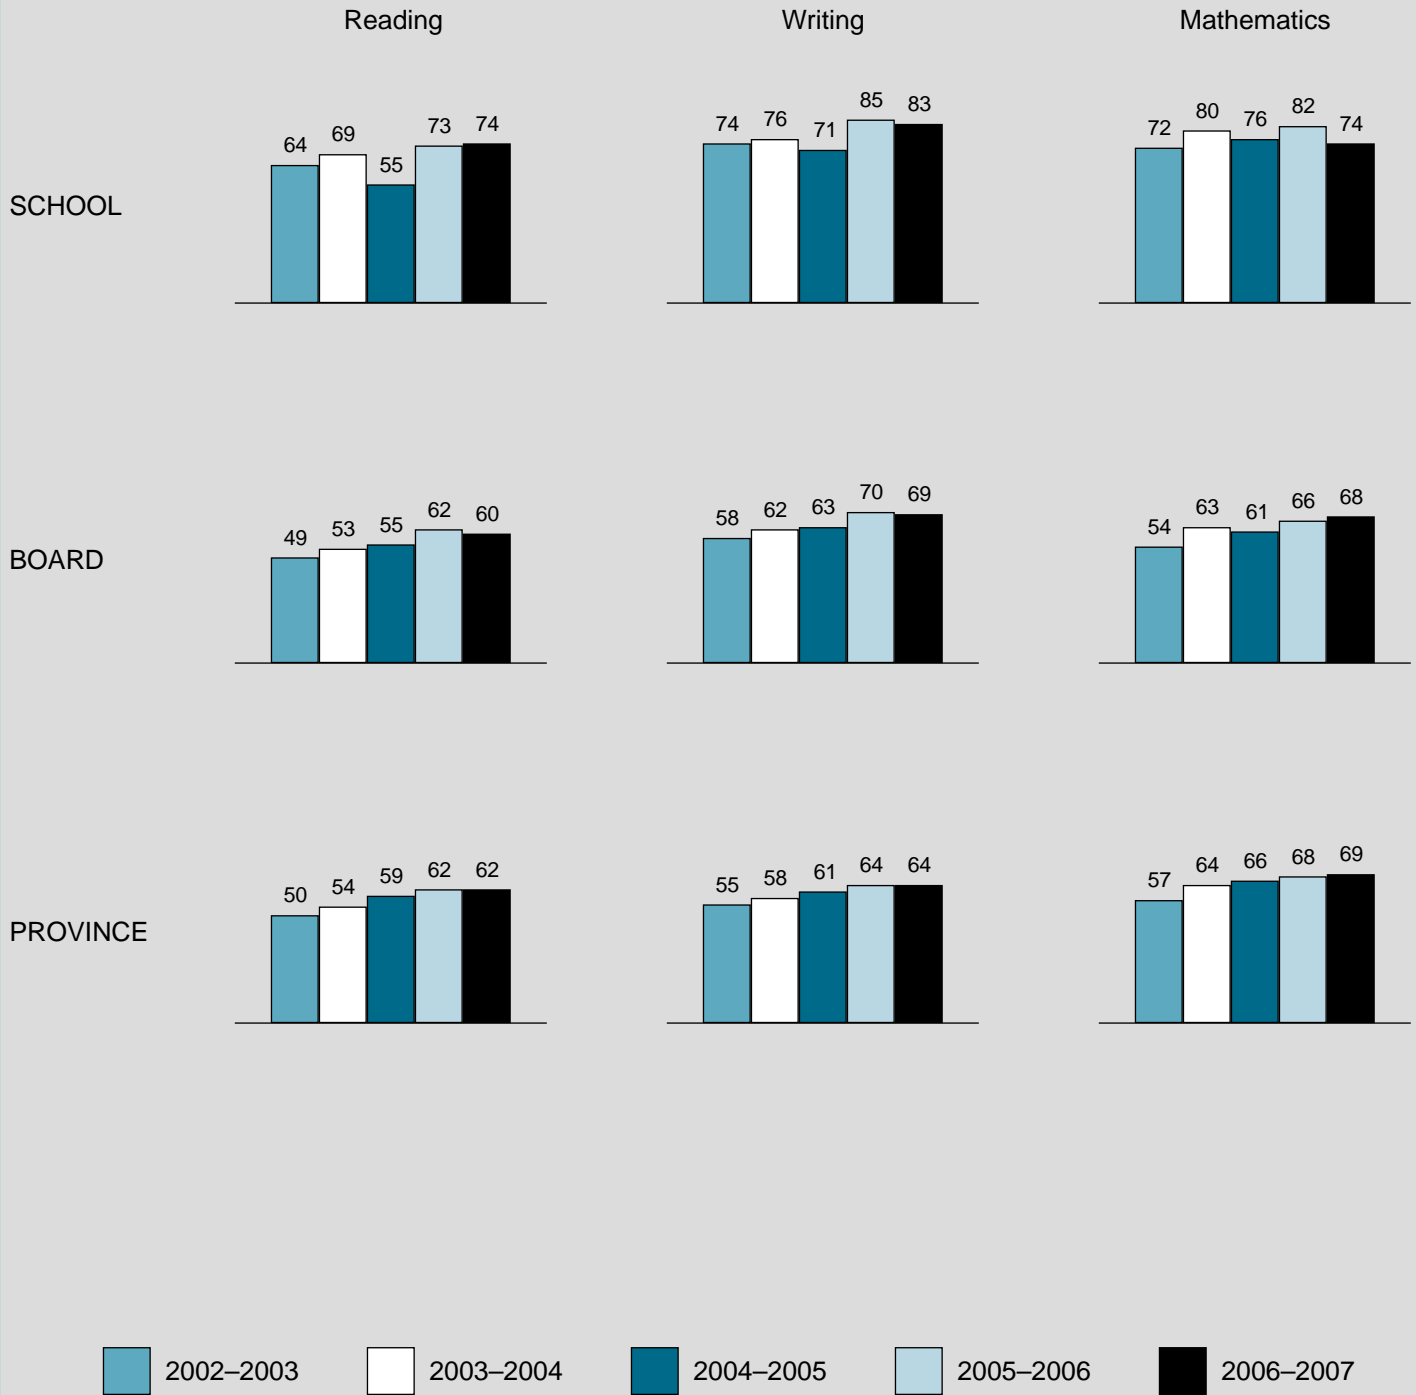 Reading Writing Mathematics
64 69 55 73 74 74 76 71 85 83 72 80 76 82 74
SCHOOL
49 53 55 62 60 58 62 63 70 69 54 63 61 66 68
BOARD
50 54 59 62 62 55 58 61 64 64 57 64 66 68 69
PROVINCE
2002–2003 2003–2004 2004–2005 2005–2006 2006–2007